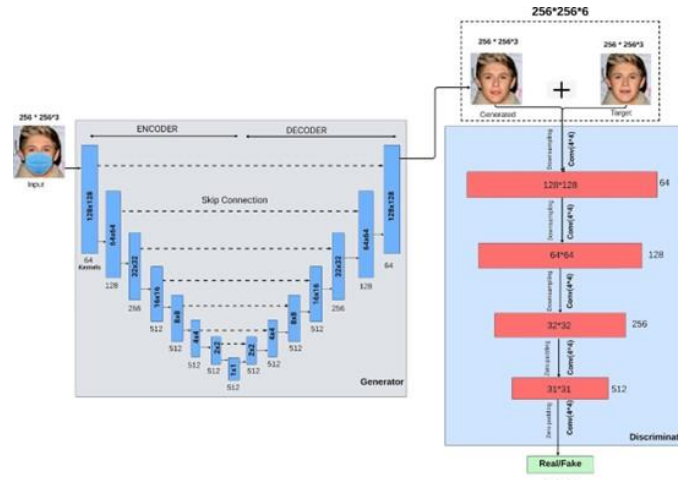 256*256*6
256 * 256*3
256 * 256*3
+
Generated
Target
256 * 256*3
Input
ENCODER
DECODER
Skip Connection
128x128
64x64
32x32
16x16
8x8
4x4
2x2
1x1
2x2
4x4
8x8
16x16
32x32
64x64
128x128
64
Kernels
128
256
512
512
512
512
512
512
512
512
512
256
128
64
Generator
Downsampling
Conv(4*4)
128*128
64
Downsampling
Conv(4*4)
64*64
128
Downsampling
Conv(4*4)
32*32
256
Zero padding
Conv(4*4)
31*31
512
Zero padding
Conv(4*4)
Discriminat
Real/Fake